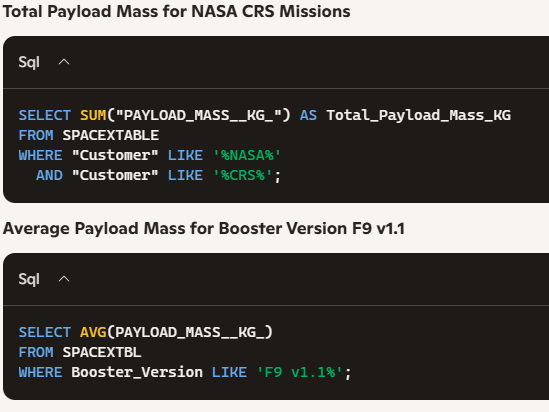 Total Payload Mass for NASA CRS Missions
Sql
SELECT SUM("PAYLOAD_MASS__KG_") AS Total_Payload_Mass_KG
FROM SPACEXTABLE
WHERE "Customer" LIKE '%NASA%'
  AND "Customer" LIKE '%CRS%';
Average Payload Mass for Booster Version F9 v1.1
Sql
SELECT AVG(PAYLOAD_MASS__KG_)
FROM SPACEXTBL
WHERE Booster_Version LIKE 'F9 v1.1%';